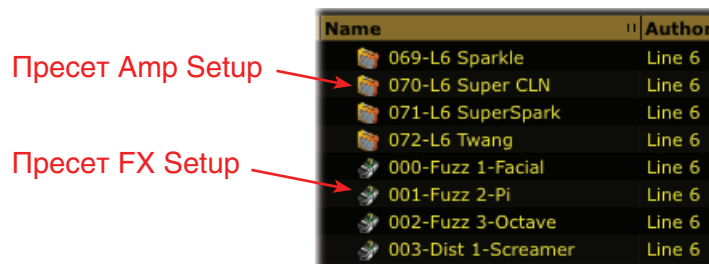 Name Author
069-L6 Sparkle Line 6
Пресет Amp Setup
070-L6 Super CLN Line 6
071-L6 SuperSpark Line 6
072-L6 Twang Line 6
Пресет FX Setup
000-Fuzz 1-Facial Line 6
001-Fuzz 2-Pi Line 6
002-Fuzz 3-Octave Line 6
003-Dist 1-Screamer Line 6